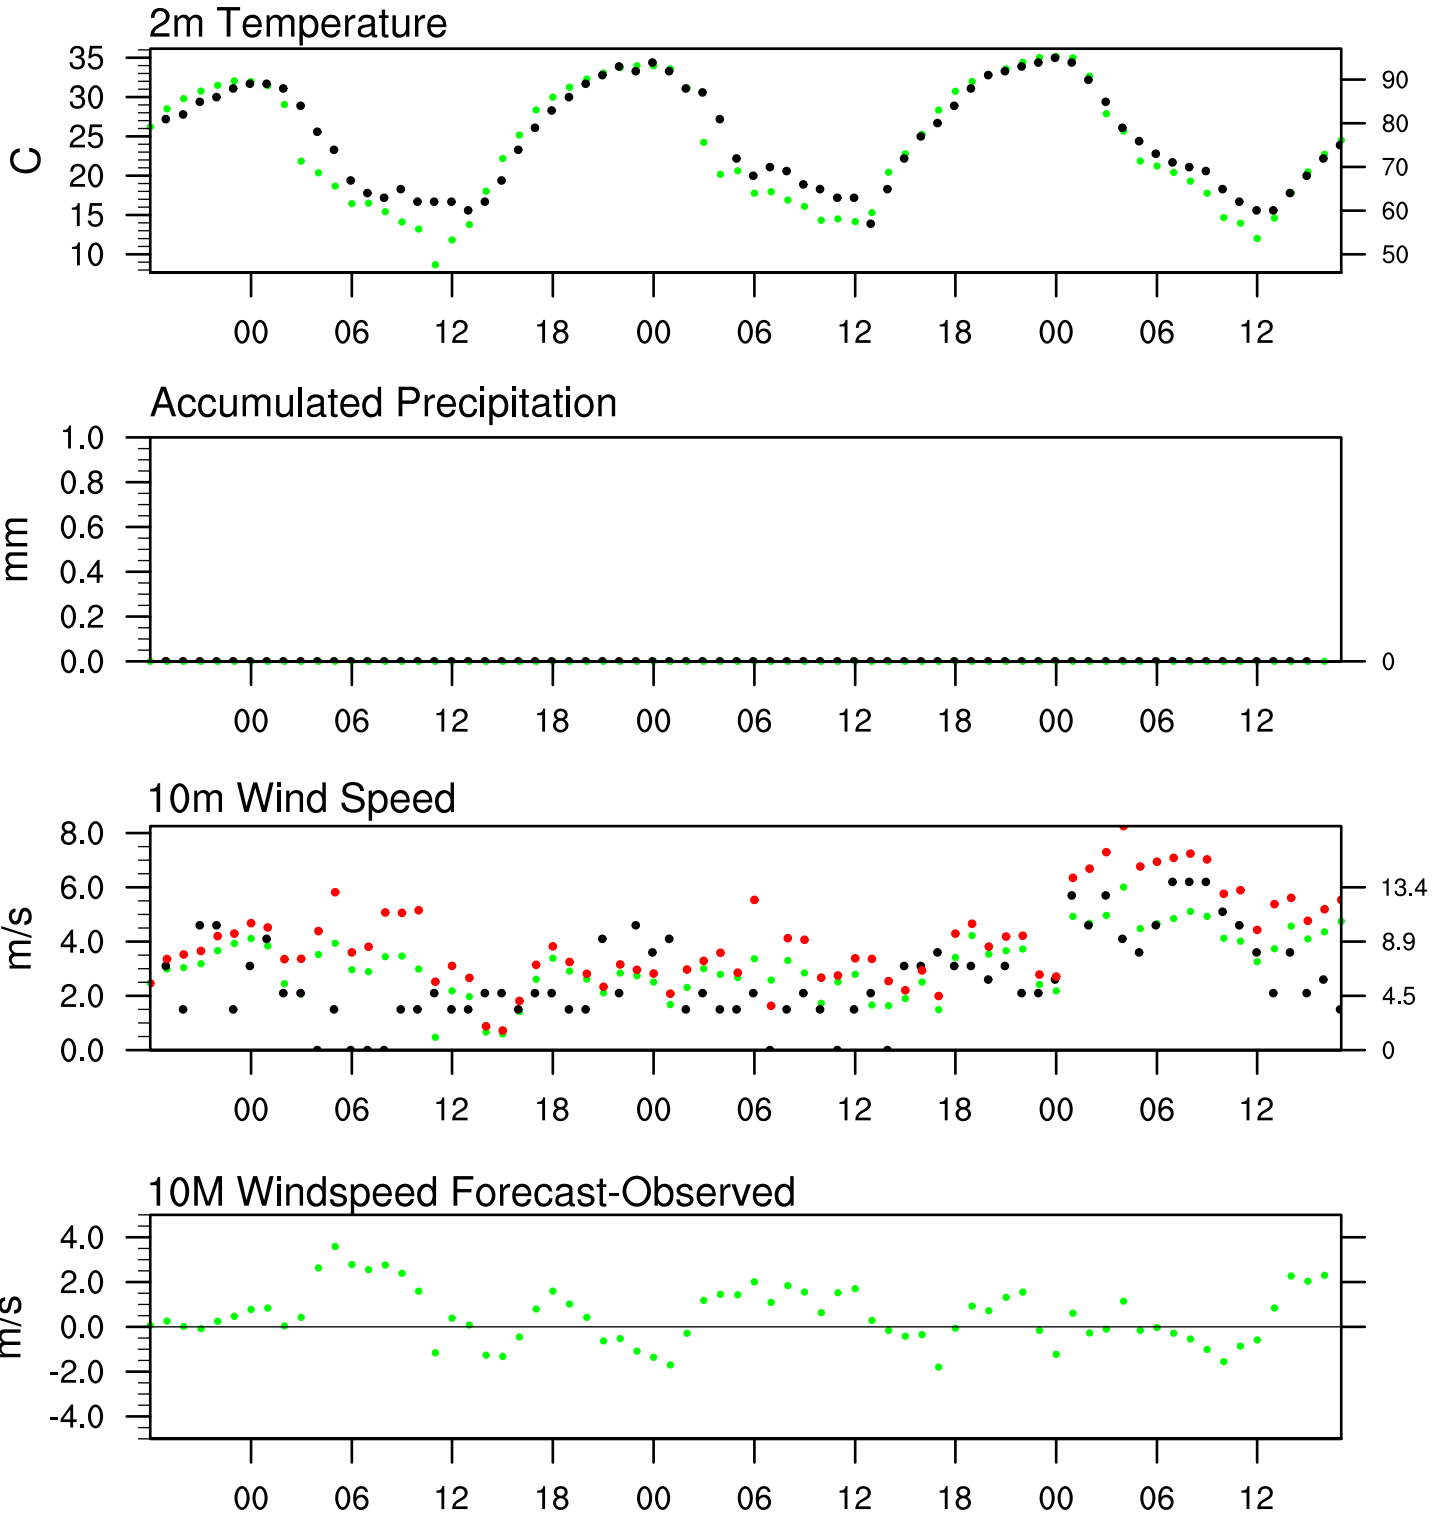 2m Temperature
35
30
25
20
15
10
C
90
80
70
60
50
00 06 12 18 00 06 12 18 00 06 12
Accumulated Precipitation
1.0
0.8
0.6
0.4
0.2
0.0
mm
0
00 06 12 18 00 06 12 18 00 06 12
10m Wind Speed
8.0
6.0
4.0
2.0
0.0
m/s
13.4
8.9
4.5
0
00 06 12 18 00 06 12 18 00 06 12
10M Windspeed Forecast-Observed
4.0
2.0
0.0
-2.0
-4.0
m/s
00 06 12 18 00 06 12 18 00 06 12